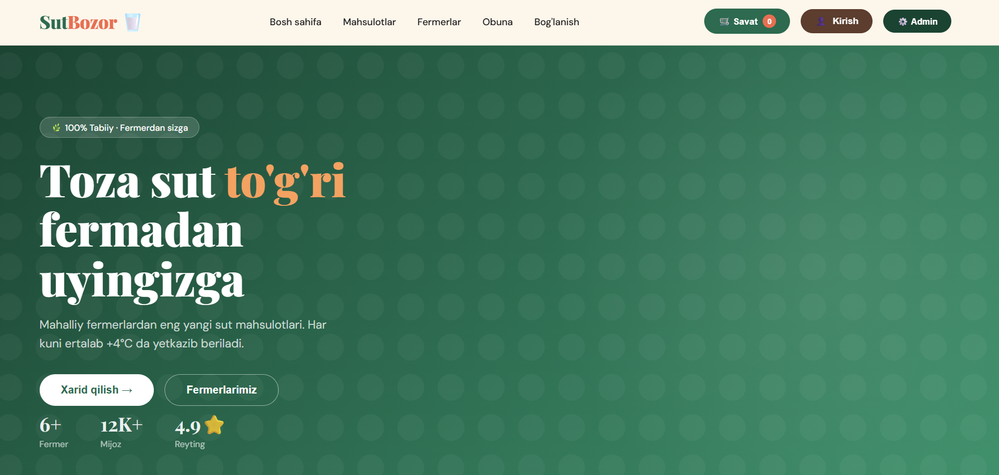 SutBozor
Bosh sahifa
Mahsulotlar
Fermerlar
Obuna
Bog'lanish
Savat 0
Kirish
Admin
100% Tabiiy · Fermerdan sizga
Toza sut to'g'ri
fermadan
uyingizga
Mahalliy fermerlardan eng yangi sut mahsulotlari. Har
kuni ertalab +4°C da yetkazib beriladi.
Xarid qilish →
Fermerlarimiz
6+
Fermer
12K+
Mijoz
4.9
Reyting